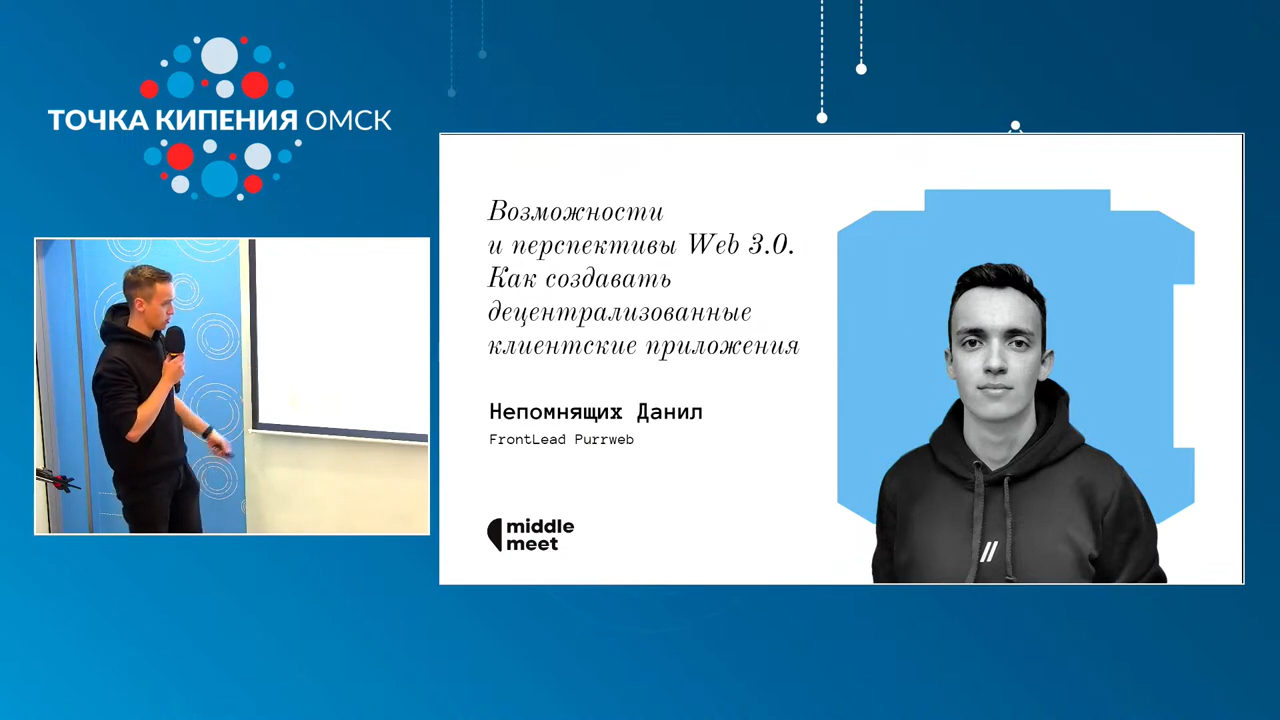 ТОЧКА КИПЕНИЯ ОМСК
Возможности
и перспективы Web 3.0.
Как создавать
децентрализованные
клиентские приложения
Непомнящих Данил
FrontLead Purrweb
middle
meet